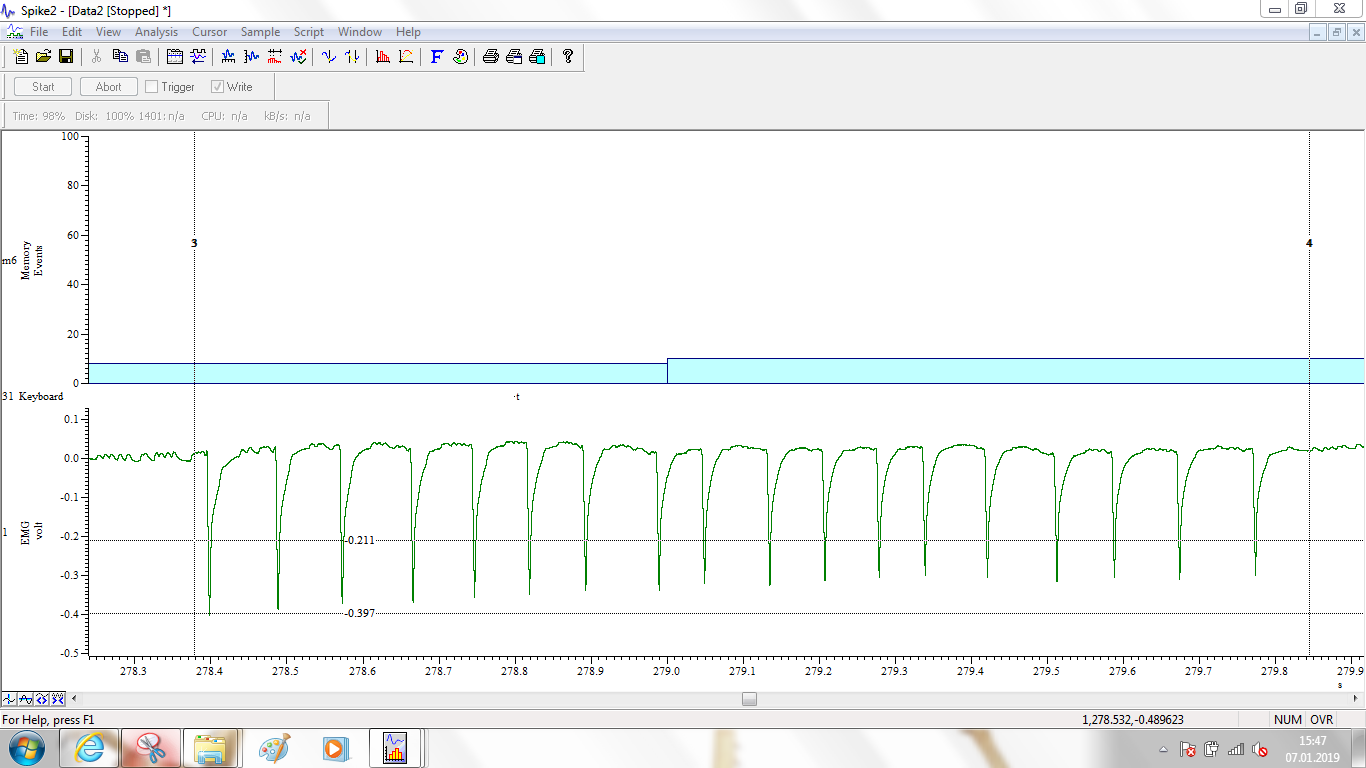 Spike2 - [Data2 [Stopped] *]
File Edit View Analysis Cursor Sample Script Window Help
F ?
Start Abort Trigger Write
Time: 98% Disk: 100% 1401: n/a CPU: n/a kB/s: n/a
100
80
60
40
20
0
m6
Memory
Events
3
4
31 Keyboard
t
0.1
0.0
-0.1
-0.2
-0.3
-0.4
-0.5
1
EMG
volt
-0.211
-0.397
278.3 278.4 278.5 278.6 278.7 278.8 278.9 279.0 279.1 279.2 279.3 279.4 279.5 279.6 279.7 279.8 279.9
s
For Help, press F1 1,278.532,-0.489623 NUM OVR
15:47
07.01.2019